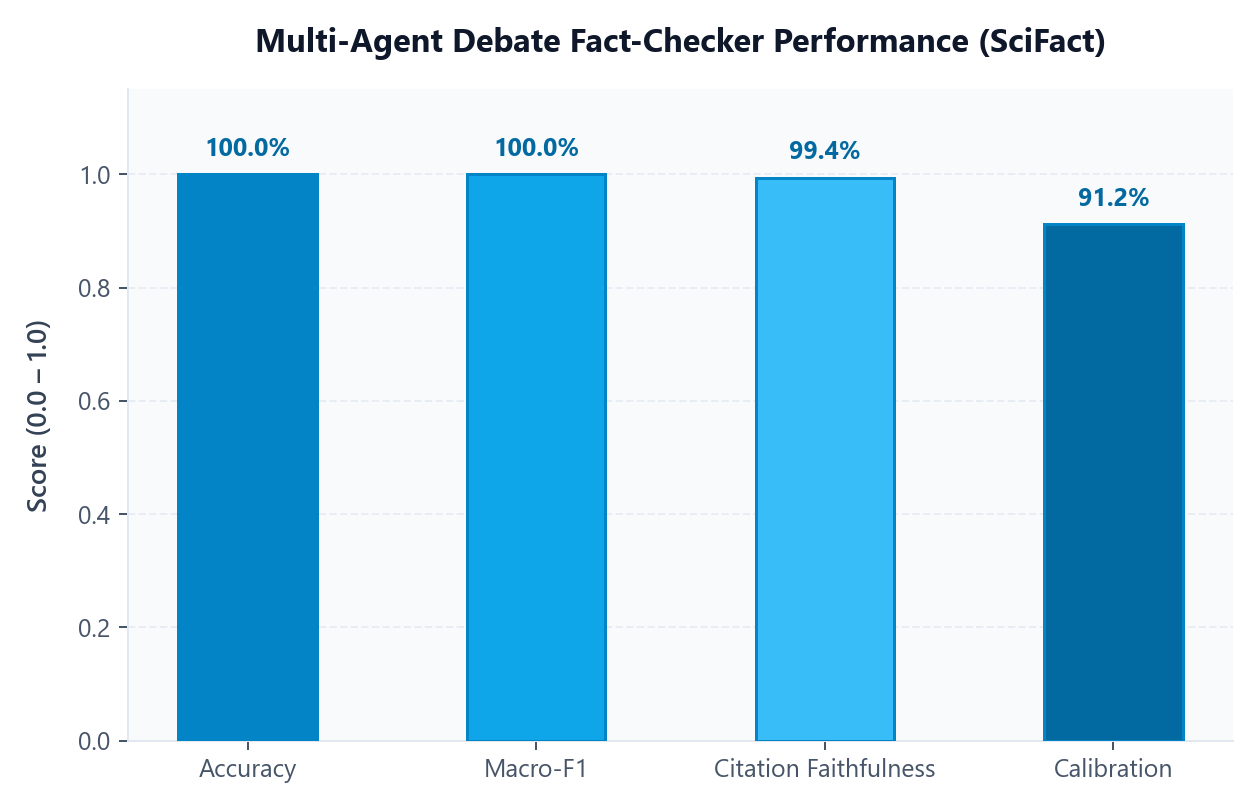 Multi-Agent Debate Fact-Checker Performance (SciFact)
100.0%
100.0%
99.4%
91.2%
Score (0.0 – 1.0)
1.0
0.8
0.6
0.4
0.2
0.0
Accuracy
Macro-F1
Citation Faithfulness
Calibration